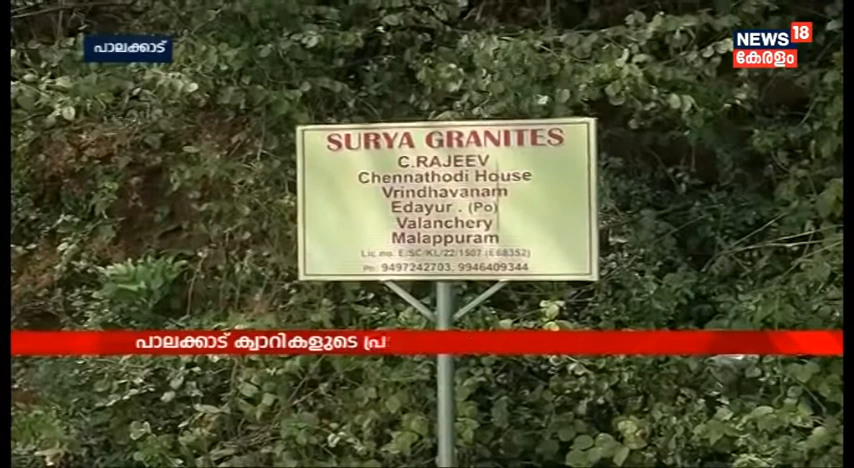 പാലക്കാട്
NEWS 18
കേരളം
SURYA GRANITES
C.RAJEEV
CHENNATHODI HOUSE
VRINDHAVANAM
EDAYUR . (PO)
VALANCHERY
MALAPPURAM
Lic.no. E/SC/KL/22/1507 (E68352)
Ph: 9497242703, 9946409344
പാലക്കാട് ക്വാറികളുടെ പ്ര